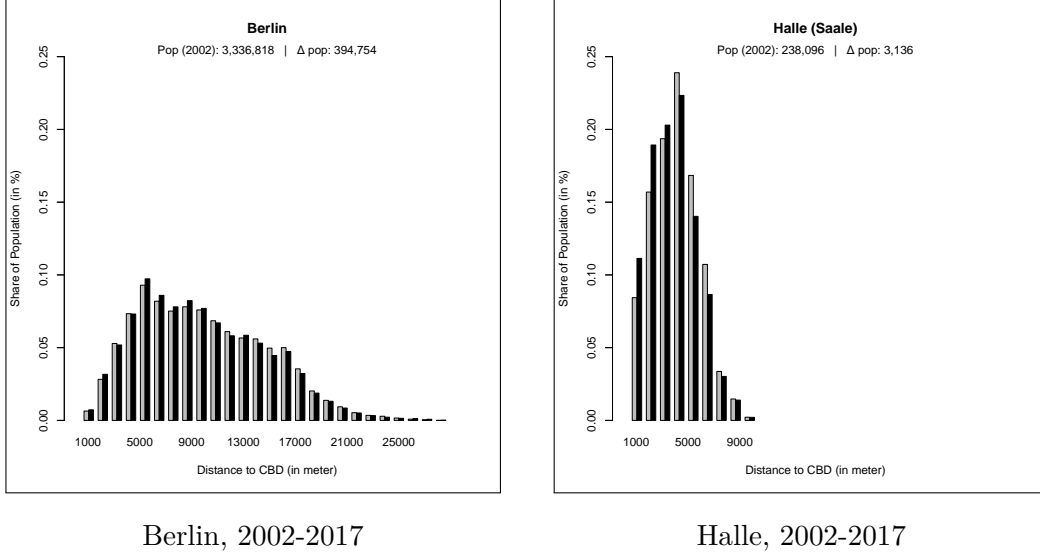 Berlin
Pop (2002): 3,336,818 | Δ pop: 394,754
Share of Population (in %)
0.25
0.20
0.15
0.10
0.05
0.00
1000 5000 9000 13000 17000 21000 25000
Distance to CBD (in meter)
Berlin, 2002-2017
Halle (Saale)
Pop (2002): 238,096 | Δ pop: 3,136
Share of Population (in %)
0.25
0.20
0.15
0.10
0.05
0.00
1000 5000 9000
Distance to CBD (in meter)
Halle, 2002-2017